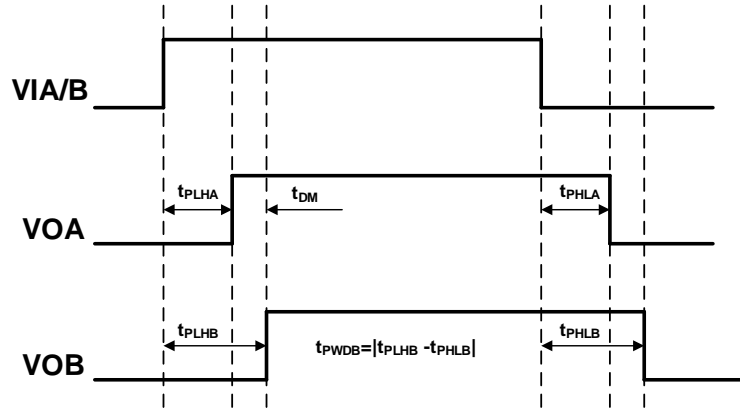 VIA/B
tPLHA
tDM
tPHLA
VOA
tPLHB
tPWDB=|tPLHB -tPHLB|
tPHLB
VOB